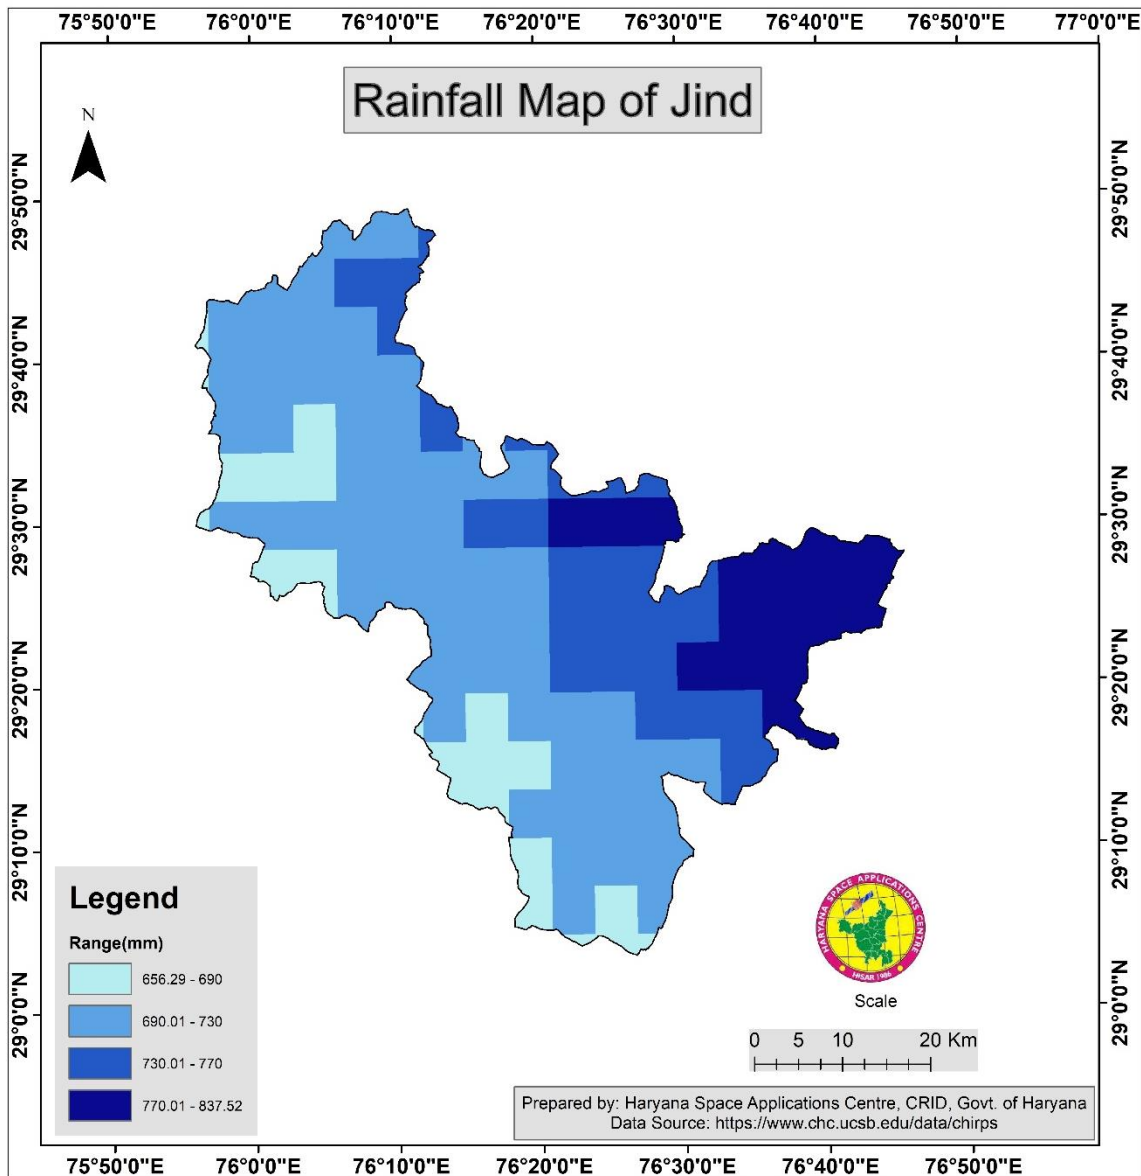 75°50'0"E 76°0'0"E 76°10'0"E 76°20'0"E 76°30'0"E 76°40'0"E 76°50'0"E 77°0'0"E
Rainfall Map of Jind
N
29°50'0"N
29°40'0"N
29°30'0"N
29°20'0"N
29°10'0"N
29°0'0"N
29°50'0"N
29°40'0"N
29°30'0"N
29°20'0"N
29°10'0"N
29°0'0"N
Legend
Range(mm)
656.29 - 690
690.01 - 730
730.01 - 770
770.01 - 837.52
HARYANA SPACE APPLICATIONS CENTRE
HISAR 1986
Scale
0 5 10 20 Km
Prepared by: Haryana Space Applications Centre, CRID, Govt. of Haryana
Data Source: https://www.chc.ucsb.edu/data/chirps
75°50'0"E 76°0'0"E 76°10'0"E 76°20'0"E 76°30'0"E 76°40'0"E 76°50'0"E